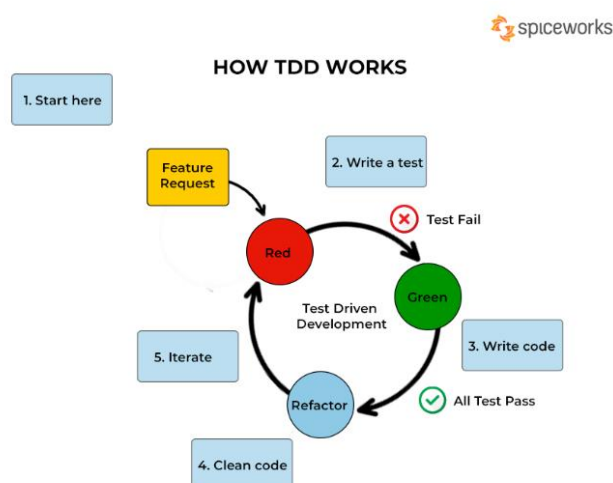 spiceworks
HOW TDD WORKS
1. Start here
Feature
Request
2. Write a test
Test Fail
Red
Green
Test Driven
Development
3. Write code
5. Iterate
All Test Pass
Refactor
4. Clean code